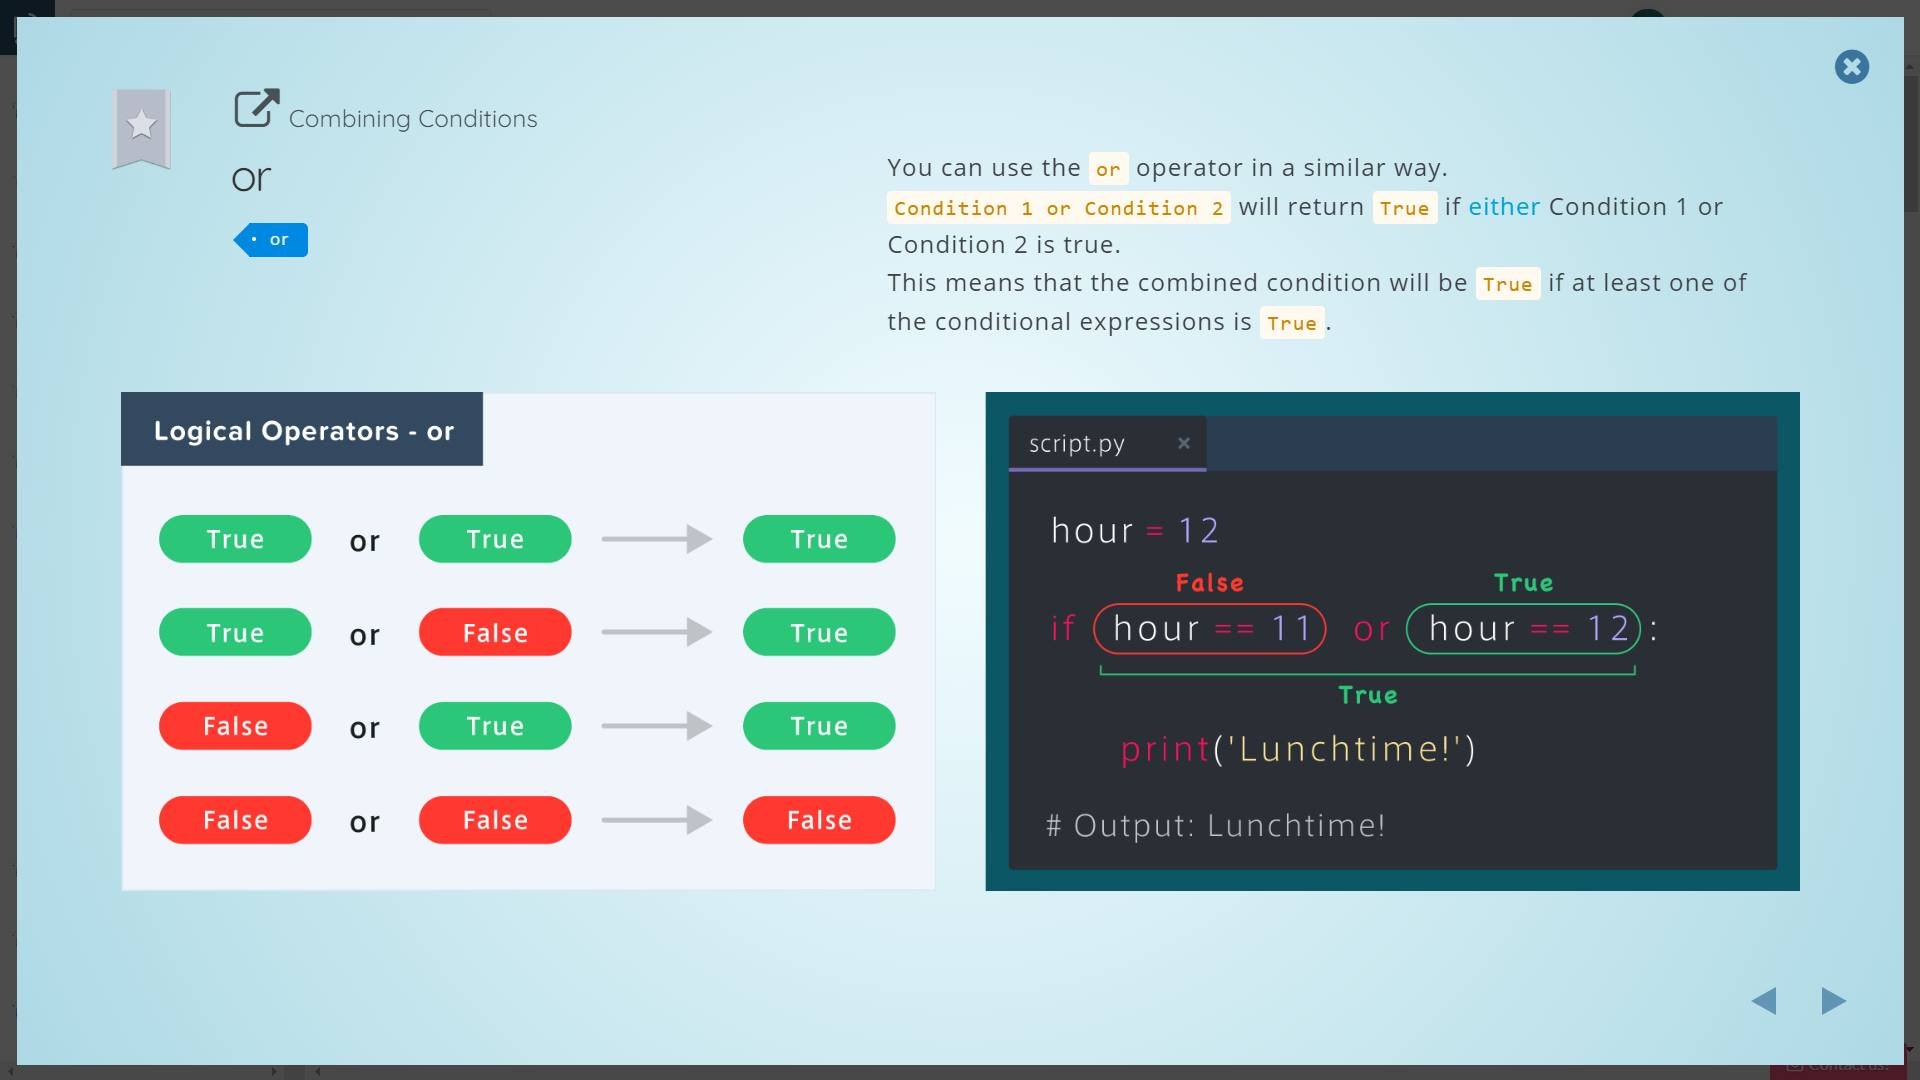 Combining Conditions
or
• or
You can use the or operator in a similar way.
Condition 1 or Condition 2 will return True if either Condition 1 or
Condition 2 is true.
This means that the combined condition will be True if at least one of
the conditional expressions is True.
Logical Operators - or
True or True True
True or False True
False or True True
False or False False
script.py ×
hour = 12
False True
if hour == 11 or hour == 12 :
True
print('Lunchtime!')
# Output: Lunchtime!
Contact us!